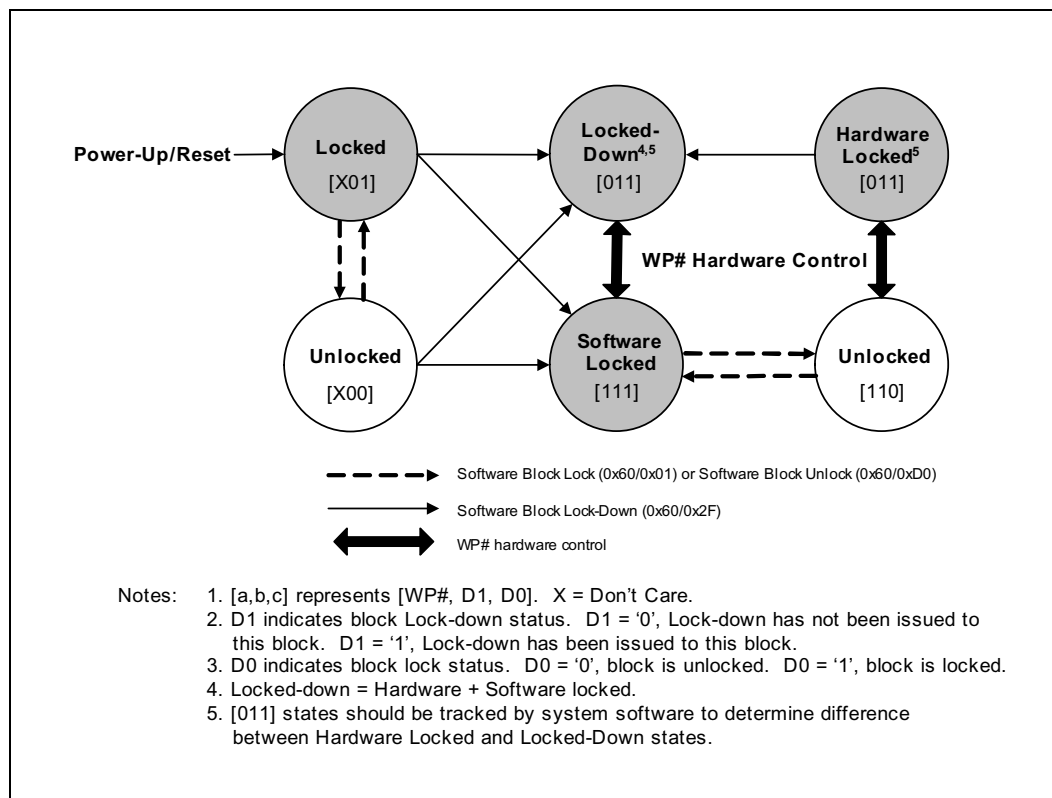 Power-Up/Reset
Locked
[X01]
Locked-
Down4,5
[011]
Hardware
Locked5
[011]
WP# Hardware Control
Unlocked
[X00]
Software
Locked
[111]
Unlocked
[110]
Software Block Lock (0x60/0x01) or Software Block Unlock (0x60/0xD0)
Software Block Lock-Down (0x60/0x2F)
WP# hardware control
Notes: 1. [a,b,c] represents [WP#, D1, D0]. X = Don't Care.
2. D1 indicates block Lock-down status. D1 = '0', Lock-down has not been issued to
this block. D1 = '1', Lock-down has been issued to this block.
3. D0 indicates block lock status. D0 = '0', block is unlocked. D0 = '1', block is locked.
4. Locked-down = Hardware + Software locked.
5. [011] states should be tracked by system software to determine difference
between Hardware Locked and Locked-Down states.